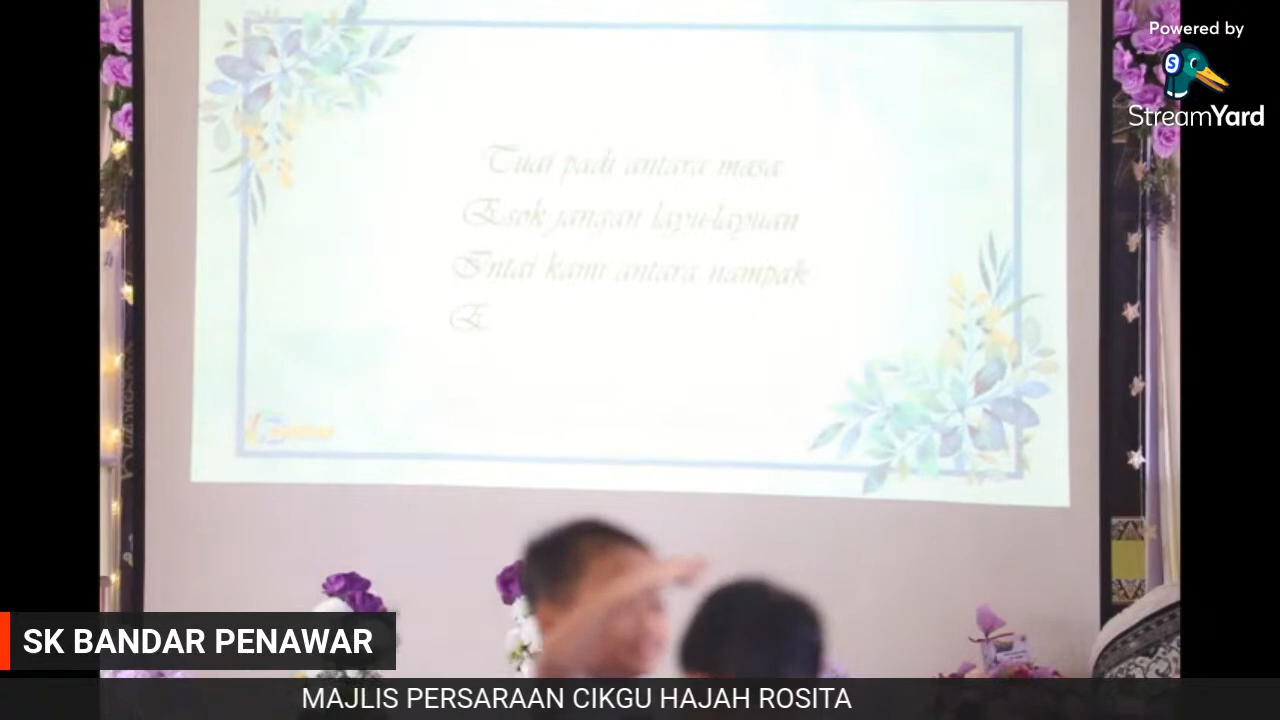 Powered by
StreamYard
Tuai padi antara masa
Esok jangan layu-layuan
Intai kami antara nampak
E
SK BANDAR PENAWAR
MAJLIS PERSARAAN CIKGU HAJAH ROSITA